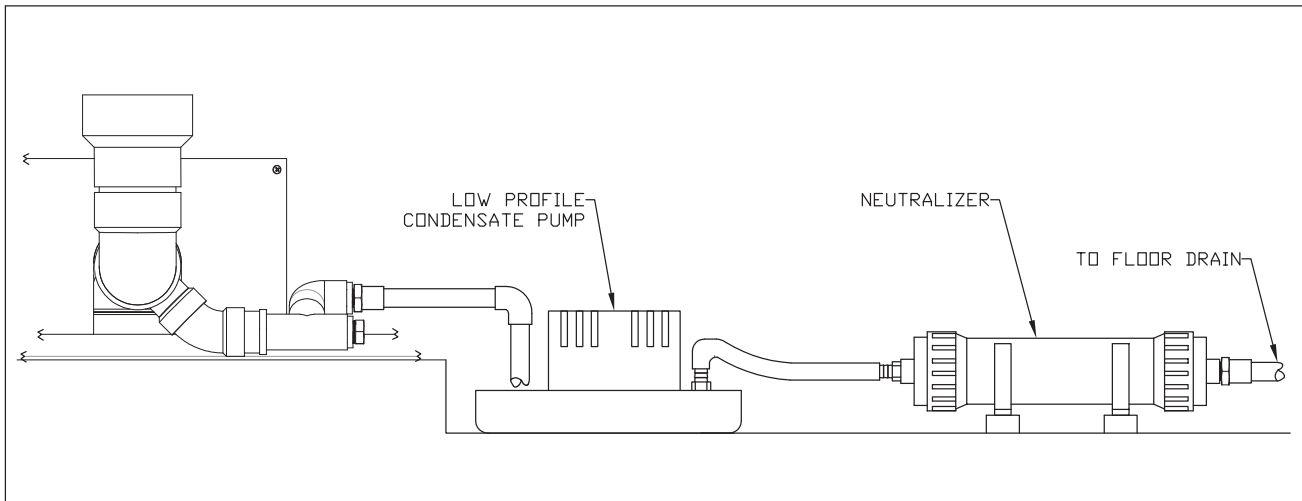 LOW PROFILE
CONDENSATE PUMP
NEUTRALIZER
TO FLOOR DRAIN